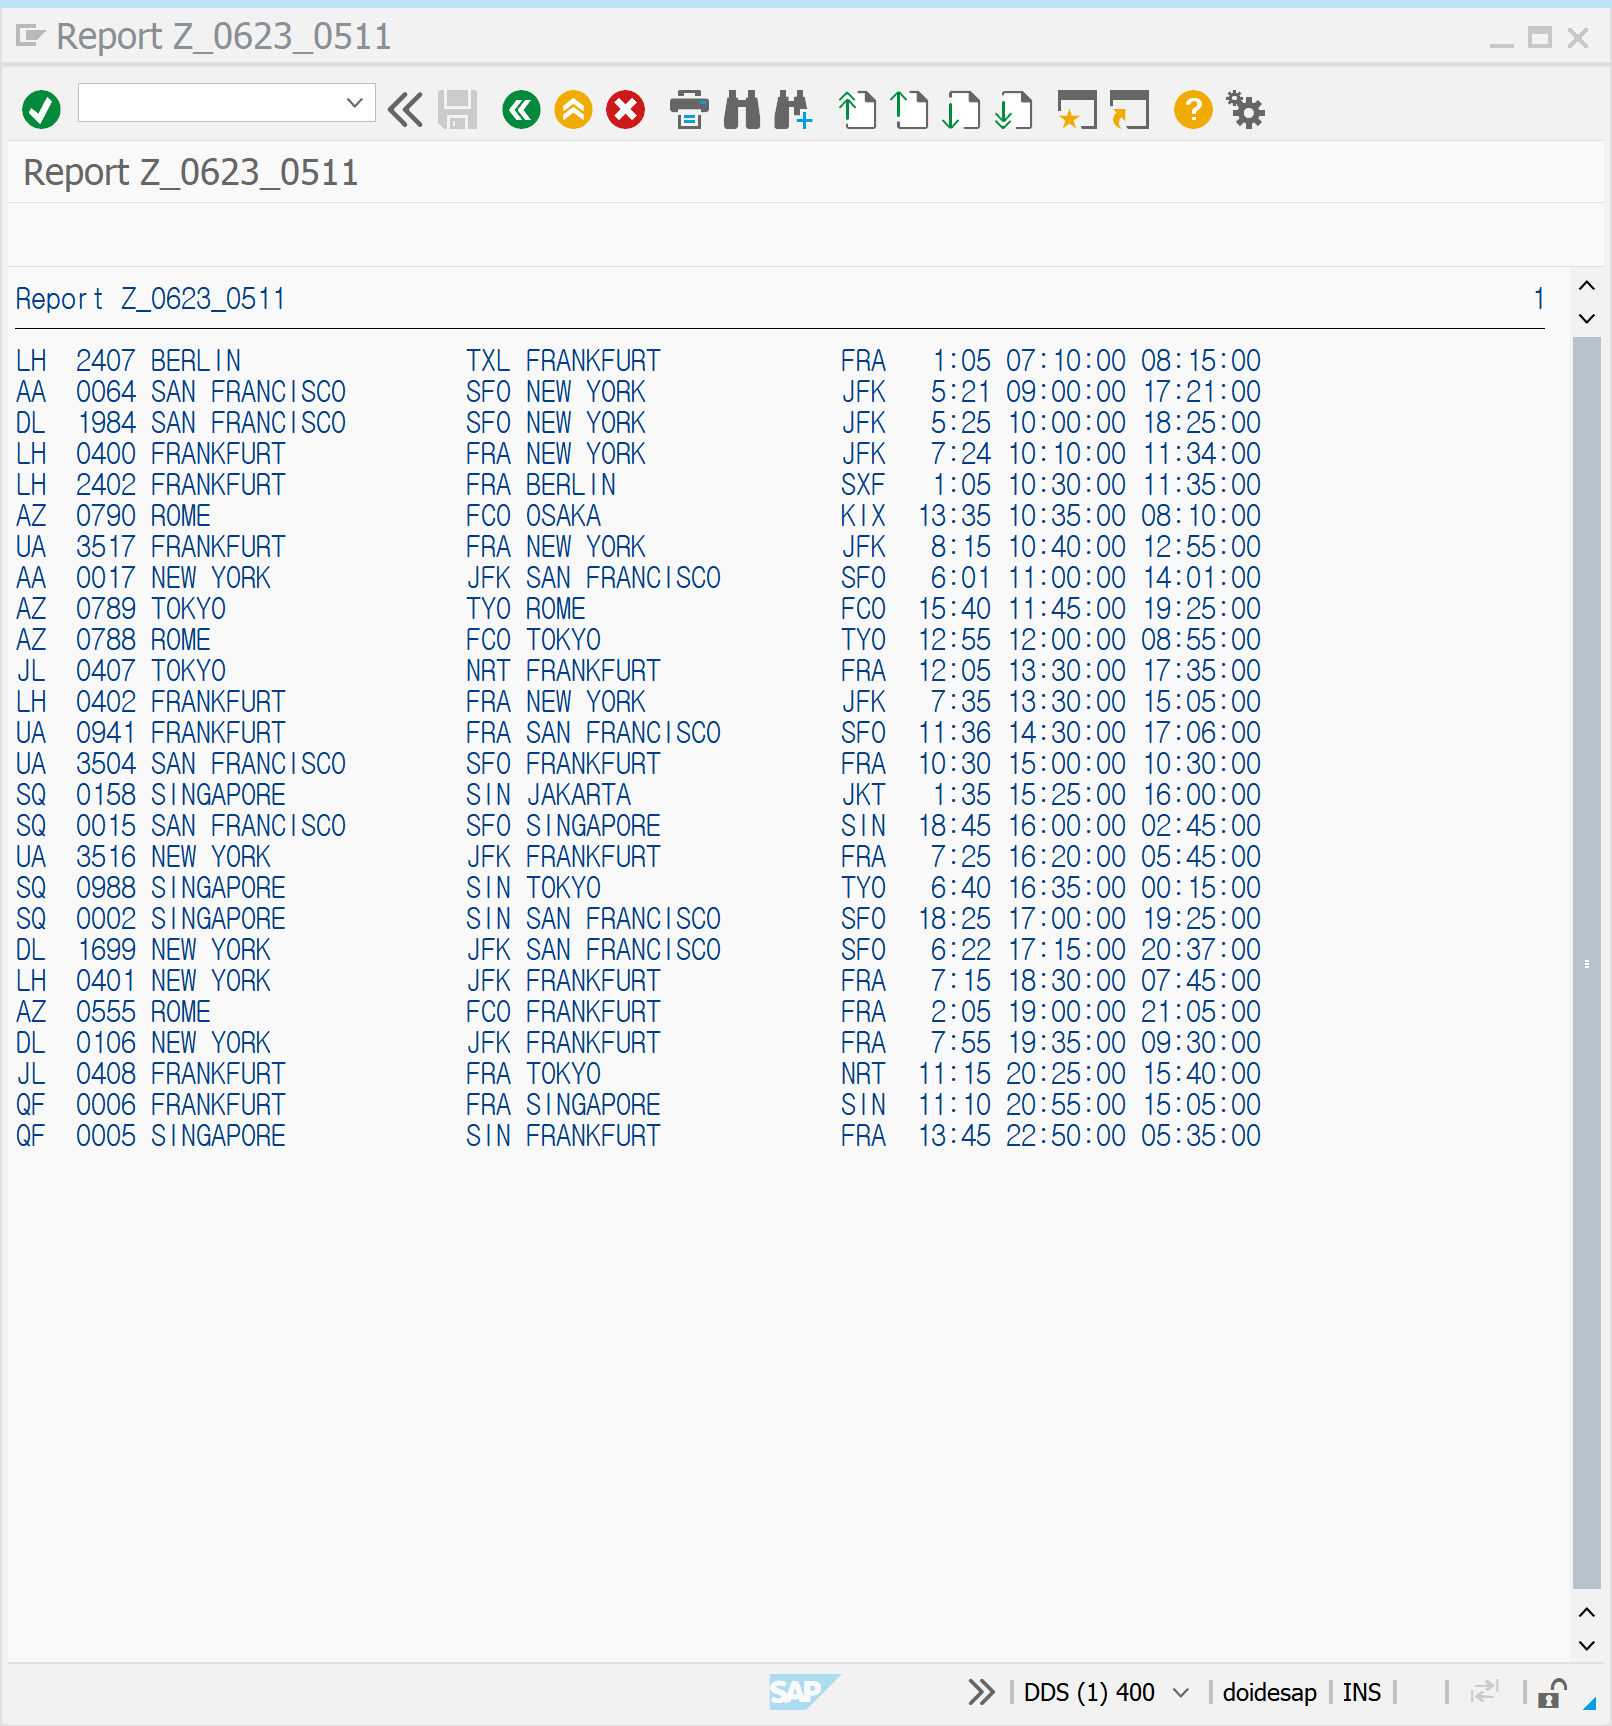 Report Z_0623_0511
Report Z_0623_0511
Report Z_0623_0511 1
LH 2407 BERLIN TXL FRANKFURT FRA 1:05 07:10:00 08:15:00
AA 0064 SAN FRANCISCO SFO NEW YORK JFK 5:21 09:00:00 17:21:00
DL 1984 SAN FRANCISCO SFO NEW YORK JFK 5:25 10:00:00 18:25:00
LH 0400 FRANKFURT FRA NEW YORK JFK 7:24 10:10:00 11:34:00
LH 2402 FRANKFURT FRA BERLIN SXF 1:05 10:30:00 11:35:00
AZ 0790 ROME FCO OSAKA KIX 13:35 10:35:00 08:10:00
UA 3517 FRANKFURT FRA NEW YORK JFK 8:15 10:40:00 12:55:00
AA 0017 NEW YORK JFK SAN FRANCISCO SFO 6:01 11:00:00 14:01:00
AZ 0789 TOKYO TYO ROME FCO 15:40 11:45:00 19:25:00
AZ 0788 ROME FCO TOKYO TYO 12:55 12:00:00 08:55:00
JL 0407 TOKYO NRT FRANKFURT FRA 12:05 13:30:00 17:35:00
LH 0402 FRANKFURT FRA NEW YORK JFK 7:35 13:30:00 15:05:00
UA 0941 FRANKFURT FRA SAN FRANCISCO SFO 11:36 14:30:00 17:06:00
UA 3504 SAN FRANCISCO SFO FRANKFURT FRA 10:30 15:00:00 10:30:00
SQ 0158 SINGAPORE SIN JAKARTA JKT 1:35 15:25:00 16:00:00
SQ 0015 SAN FRANCISCO SFO SINGAPORE SIN 18:45 16:00:00 02:45:00
UA 3516 NEW YORK JFK FRANKFURT FRA 7:25 16:20:00 05:45:00
SQ 0988 SINGAPORE SIN TOKYO TYO 6:40 16:35:00 00:15:00
SQ 0002 SINGAPORE SIN SAN FRANCISCO SFO 18:25 17:00:00 19:25:00
DL 1699 NEW YORK JFK SAN FRANCISCO SFO 6:22 17:15:00 20:37:00
LH 0401 NEW YORK JFK FRANKFURT FRA 7:15 18:30:00 07:45:00
AZ 0555 ROME FCO FRANKFURT FRA 2:05 19:00:00 21:05:00
DL 0106 NEW YORK JFK FRANKFURT FRA 7:55 19:35:00 09:30:00
JL 0408 FRANKFURT FRA TOKYO NRT 11:15 20:25:00 15:40:00
QF 0006 FRANKFURT FRA SINGAPORE SIN 11:10 20:55:00 15:05:00
QF 0005 SINGAPORE SIN FRANKFURT FRA 13:45 22:50:00 05:35:00
SAP DDS (1) 400 doidesap INS